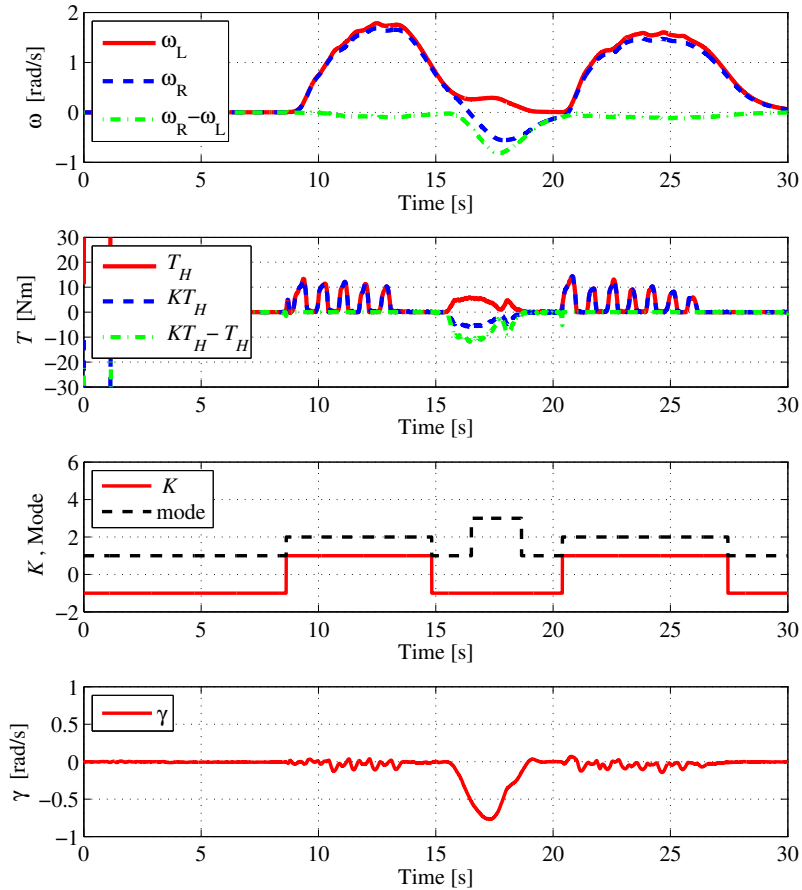 2
1
0
−1
ω [rad/s]
ω_L
ω_R
ω_R−ω_L
0 5 10 15 20 25 30
Time [s]
30
20
10
0
−10
−20
−30
T [Nm]
T_H
KT_H
KT_H− T_H
0 5 10 15 20 25 30
Time [s]
6
4
2
0
−2
K , Mode
K
mode
0 5 10 15 20 25 30
Time [s]
1
0.5
0
−0.5
−1
γ [rad/s]
γ
0 5 10 15 20 25 30
Time [s]